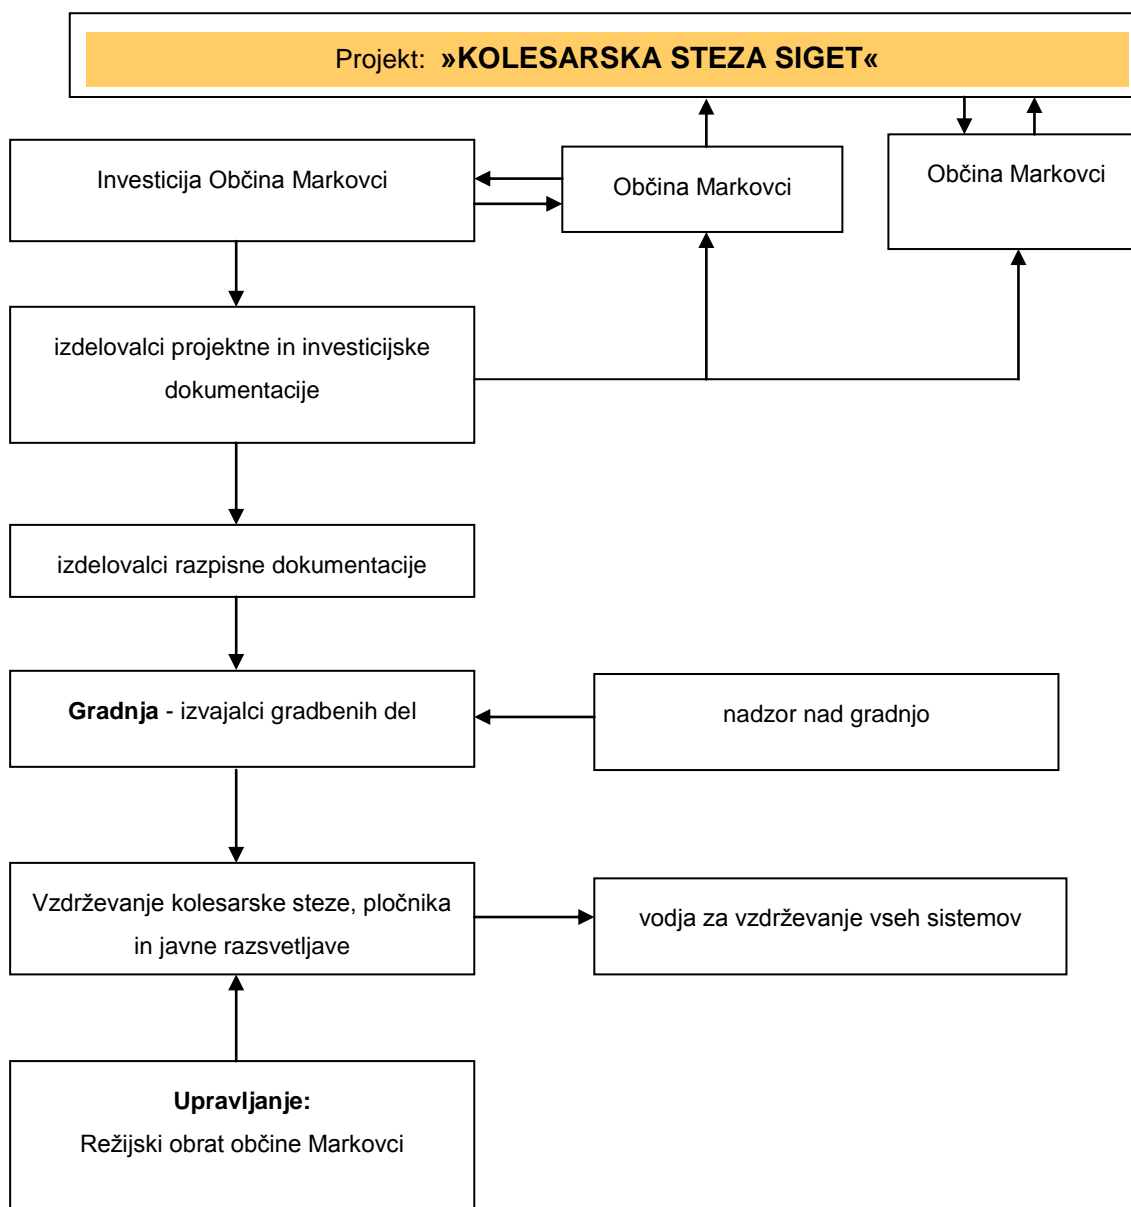 Projekt: »KOLESARSKA STEZA SIGET«
Investicija Občina Markovci
Občina Markovci
Občina Markovci
izdelovalci projektne in investicijske
dokumentacije
izdelovalci razpisne dokumentacije
Gradnja - izvajalci gradbenih del
nadzor nad gradnjo
Vzdrževanje kolesarske steze, pločnika
in javne razsvetljave
vodja za vzdrževanje vseh sistemov
Upravljanje:
Režijski obrat občine Markovci